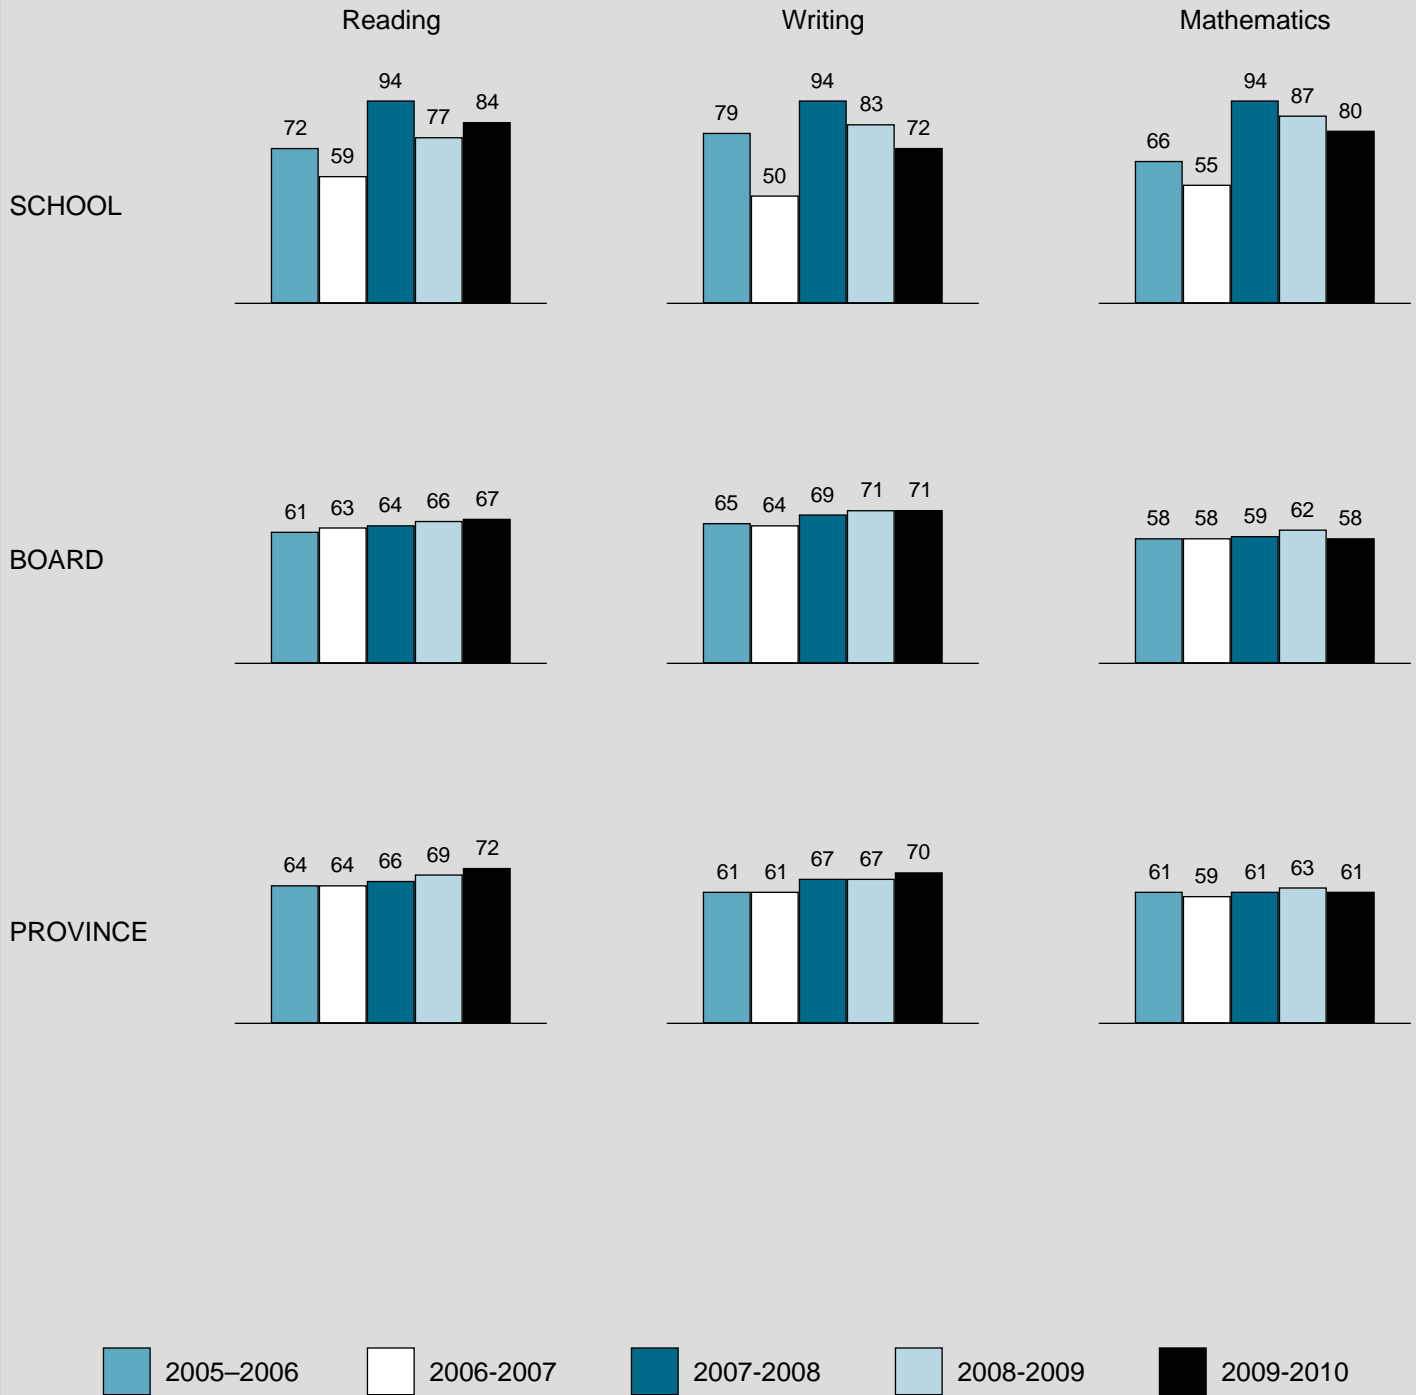 Reading Writing Mathematics
SCHOOL
72 59 94 77 84
79 50 94 83 72
66 55 94 87 80
BOARD
61 63 64 66 67
65 64 69 71 71
58 58 59 62 58
PROVINCE
64 64 66 69 72
61 61 67 67 70
61 59 61 63 61
2005–2006 2006-2007 2007-2008 2008-2009 2009-2010